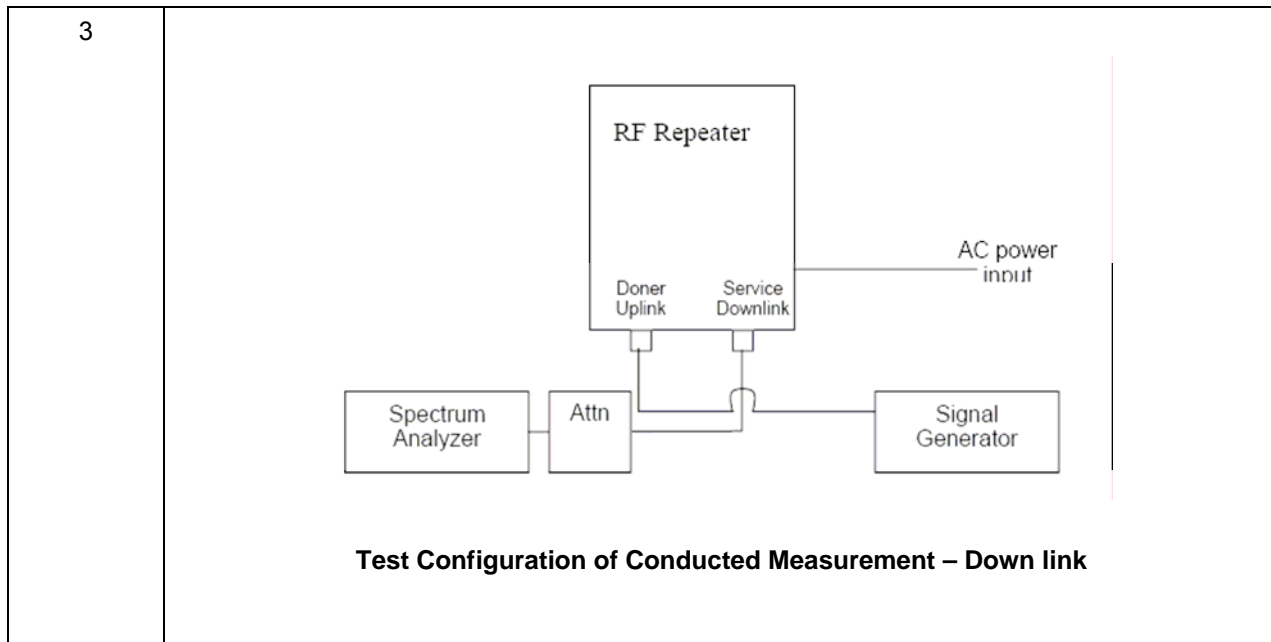 3
RF Repeater
AC power
input
Doner
Uplink
Service
Downlink
Spectrum
Analyzer
Attn
Signal
Generator
Test Configuration of Conducted Measurement – Down link